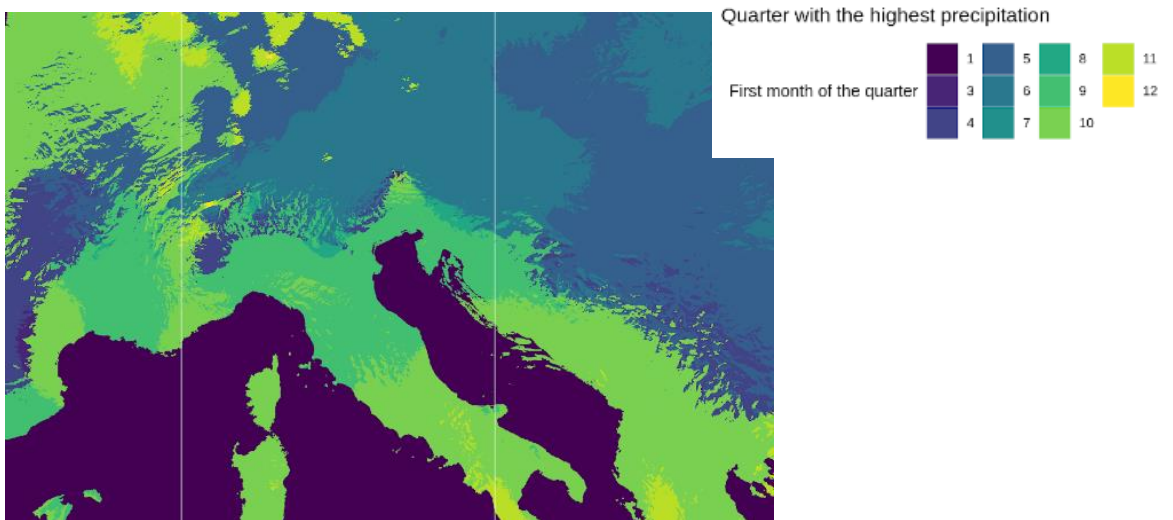 Quarter with the highest precipitation
First month of the quarter
1 5 8 11
3 6 9 12
4 7 10